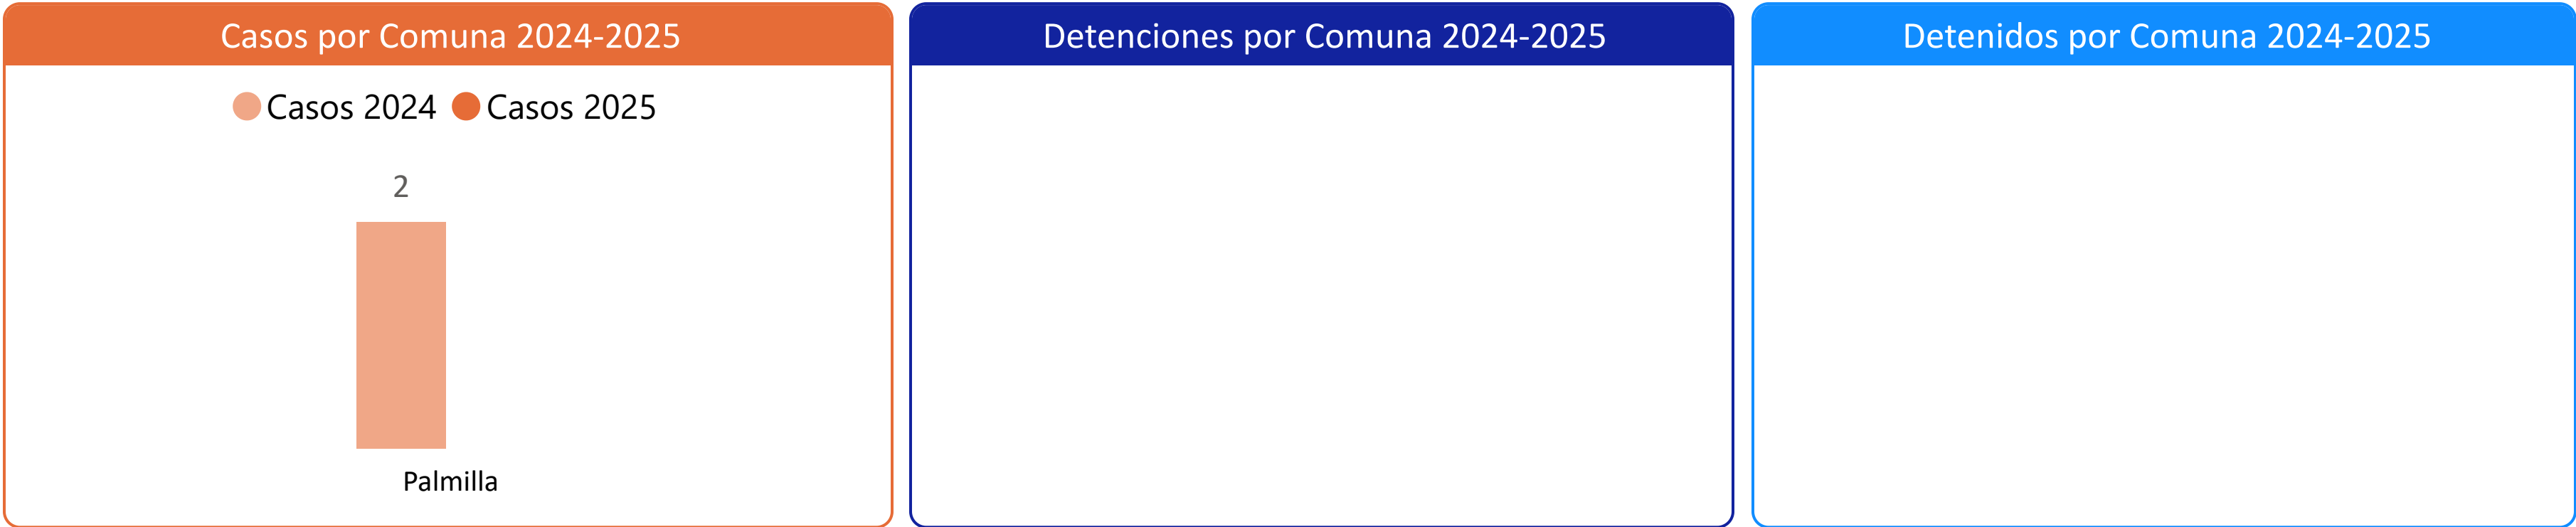 Casos por Comuna 2024-2025
Casos 2024 Casos 2025
2
Palmilla
Detenciones por Comuna 2024-2025
Detenidos por Comuna 2024-2025